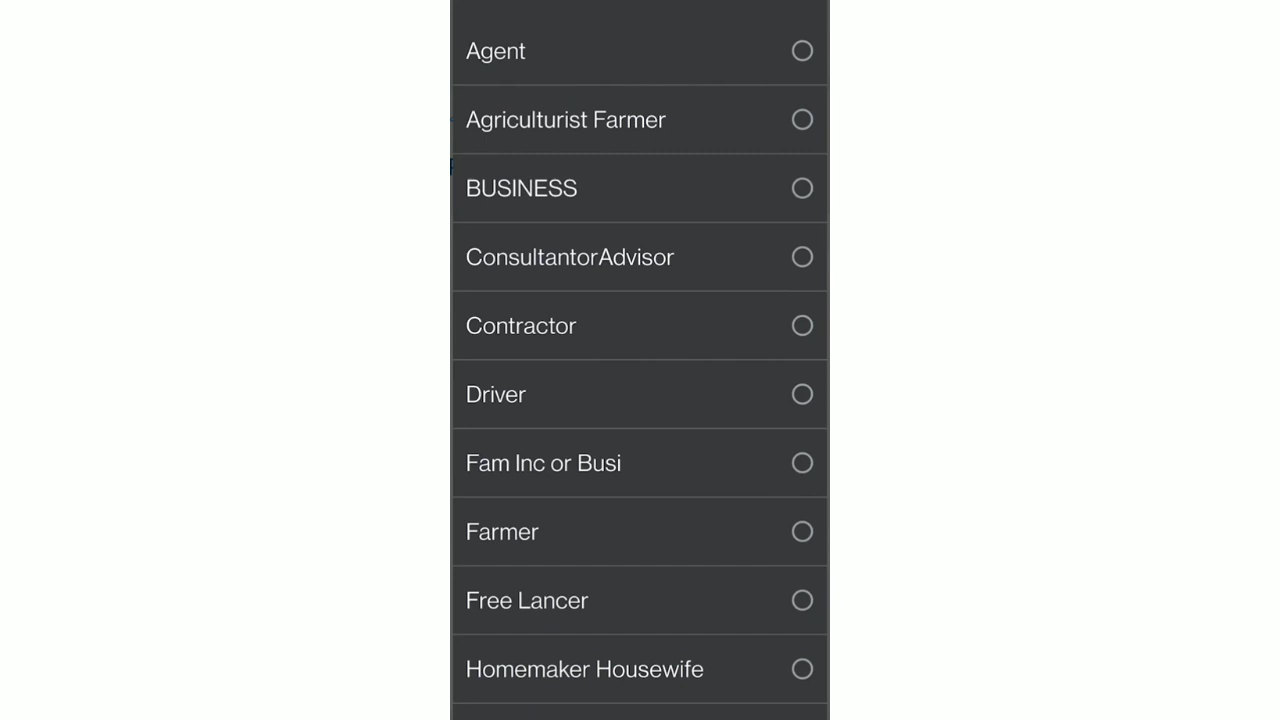 Agent
Agriculturist Farmer
BUSINESS
ConsultantorAdvisor
Contractor
Driver
Fam Inc or Busi
Farmer
Free Lancer
Homemaker Housewife